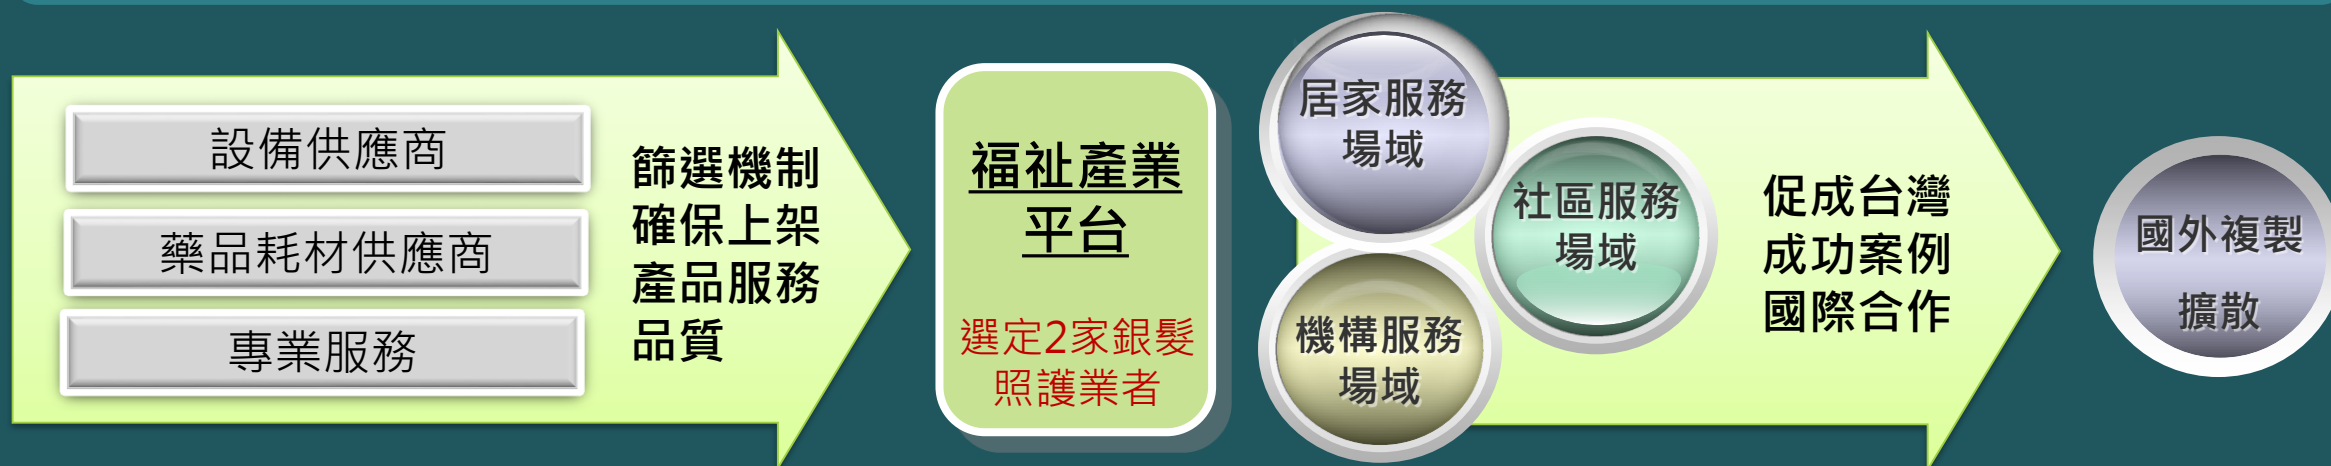 設備供應商
藥品耗材供應商
專業服務
篩選機制
確保上架
產品服務
品質
福祉產業
平台
選定2家銀髮
照護業者
居家服務
場域
社區服務
場域
機構服務
場域
促成台灣
成功案例
國際合作
國外複製
擴散